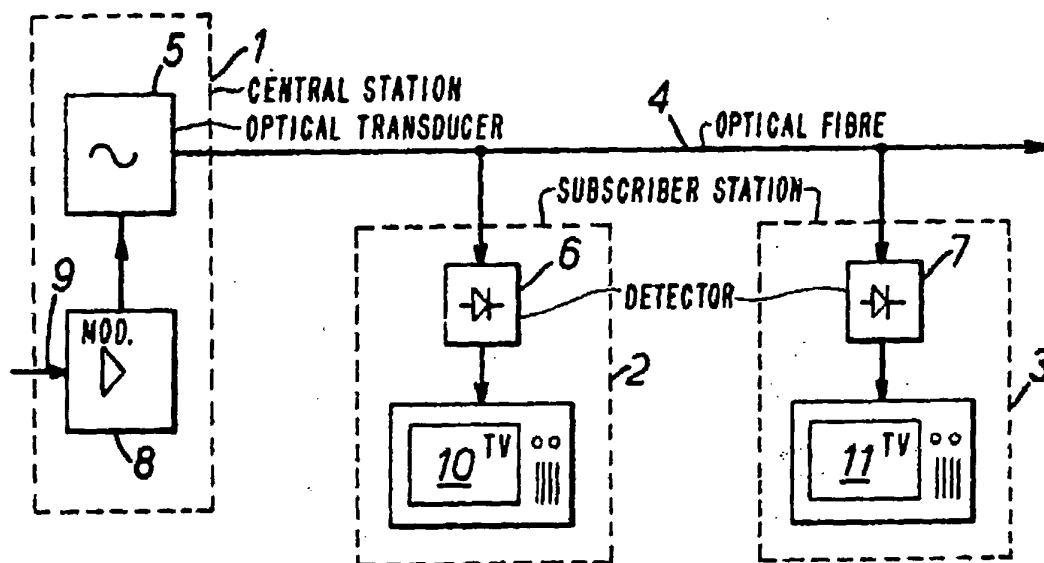 5
1
CENTRAL STATION
OPTICAL TRANSDUCER
4
OPTICAL FIBRE
SUBSCRIBER STATION
9
MOD.
8
6
7
DETECTOR
2
3
10 TV
11 TV